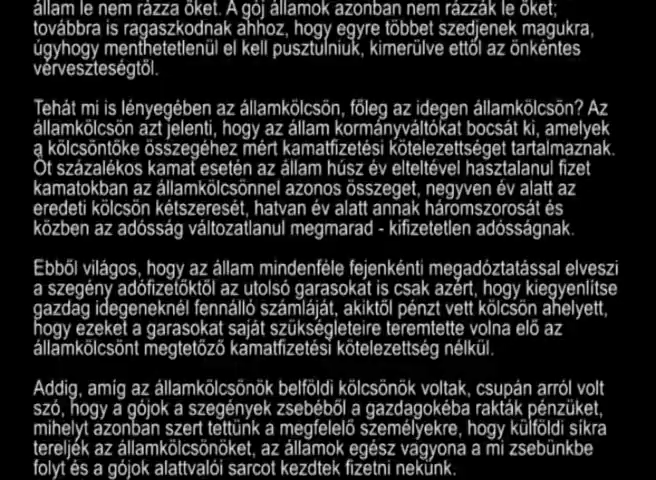 állam le nem rázza őket. A gój államok azonban nem rázzák le őket;
továbbra is ragaszkodnak ahhoz, hogy egyre többet szedjenek magukra,
úgyhogy menthetetlenül el kell pusztulniuk, kimerülve ettől az önkéntes
vérveszteségtől.
Tehát mi is lényegében az államkölcsön, főleg az idegen államkölcsön? Az
államkölcsön azt jelenti, hogy az állam kormányváltókat bocsát ki, amelyek
a kölcsöntőke összegéhez mért kamatfizetési kötelezettséget tartalmaznak.
Öt százalékos kamat esetén az állam húsz év elteltével hasztalanul fizet
kamatokban az államkölcsönnel azonos összeget, negyven év alatt az
eredeti kölcsön kétszeresét, hatvan év alatt annak háromszorosát és
közben az adósság változatlanul megmarad - kifizetetlen adósságnak.
Ebből világos, hogy az állam mindenféle fejenkénti megadóztatással elveszi
a szegény adófizetőktől az utolsó garasokat is csak azért, hogy kiegyenlítse
gazdag idegeneknél fennálló számláját, akiktől pénzt vett kölcsön ahelyett,
hogy ezeket a garasokat saját szükségleteire teremtette volna elő az
államkölcsönt megtetőző kamatfizetési kötelezettség nélkül.
Addig, amíg az államkölcsönök belföldi kölcsönök voltak, csupán arról volt
szó, hogy a gójok a szegények zsebéből a gazdagokéba rakták pénzüket,
mihelyt azonban szert tettünk a megfelelő személyekre, hogy külföldi síkra
tereljék az államkölcsönöket, az államok egész vagyona a mi zsebünkbe
folyt és a gójok alattvalói sarcot kezdtek fizetni nekünk.